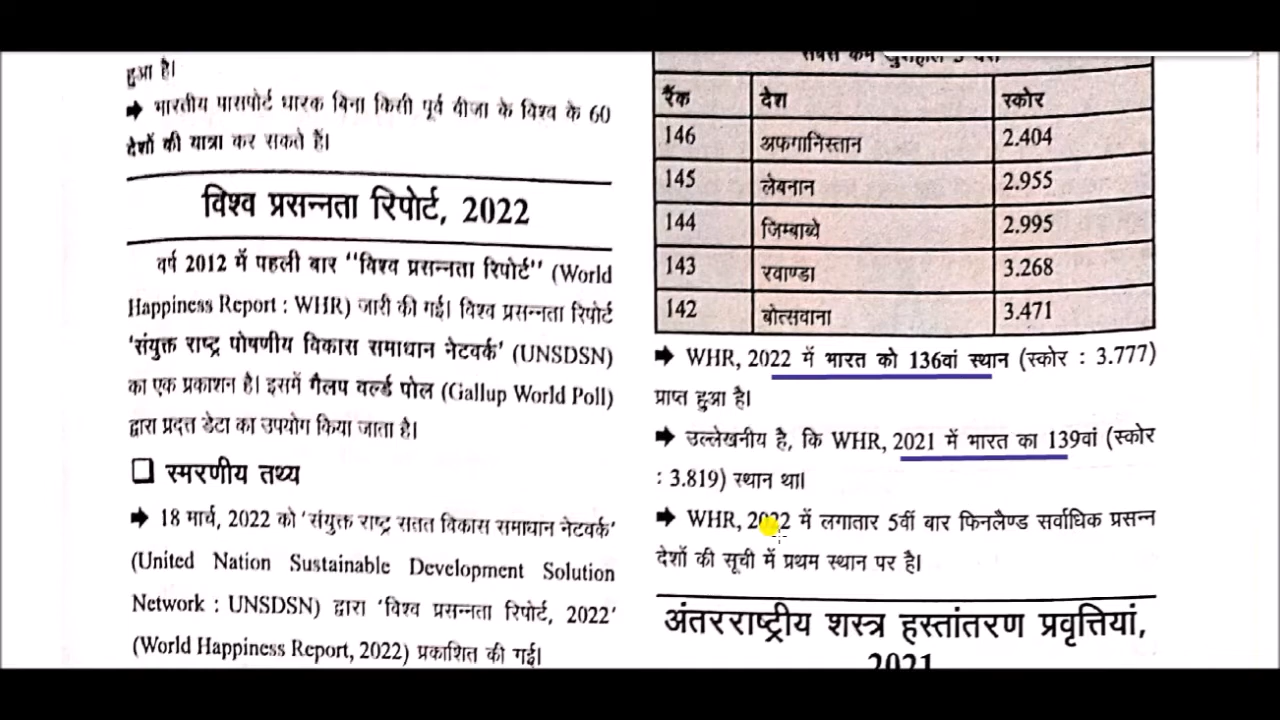 हुआ है।
➡ भारतीय पासपोर्ट धारक बिना किसी पूर्व वीजा के विश्व के 60
देशों की यात्रा कर सकते हैं।
विश्व प्रसन्नता रिपोर्ट, 2022
वर्ष 2012 में पहली बार "विश्व प्रसन्नता रिपोर्ट" (World
Happiness Report : WHR) जारी की गई। विश्व प्रसन्नता रिपोर्ट
'संयुक्त राष्ट्र पोषणीय विकास समाधान नेटवर्क' (UNSDSN)
का एक प्रकाशन है। इसमें गैलप वर्ल्ड पोल (Gallup World Poll)
द्वारा प्रदत्त डेटा का उपयोग किया जाता है।
❑ स्मरणीय तथ्य
➡ 18 मार्च, 2022 को 'संयुक्त राष्ट्र सतत विकास समाधान नेटवर्क'
(United Nation Sustainable Development Solution
Network : UNSDSN) द्वारा 'विश्व प्रसन्नता रिपोर्ट, 2022'
(World Happiness Report, 2022) प्रकाशित की गई।
रैंक देश स्कोर
146 अफगानिस्तान 2.404
145 लेबनान 2.955
144 जिम्बाब्वे 2.995
143 रवाण्डा 3.268
142 बोत्सवाना 3.471
➡ WHR, 2022 में भारत को 136वां स्थान (स्कोर : 3.777)
प्राप्त हुआ है।
➡ उल्लेखनीय है, कि WHR, 2021 में भारत का 139वां (स्कोर
: 3.819) स्थान था।
➡ WHR, 2022 में लगातार 5वीं बार फिनलैण्ड सर्वाधिक प्रसन्न
देशों की सूची में प्रथम स्थान पर है।
अंतरराष्ट्रीय शस्त्र हस्तांतरण प्रवृत्तियां,
2021